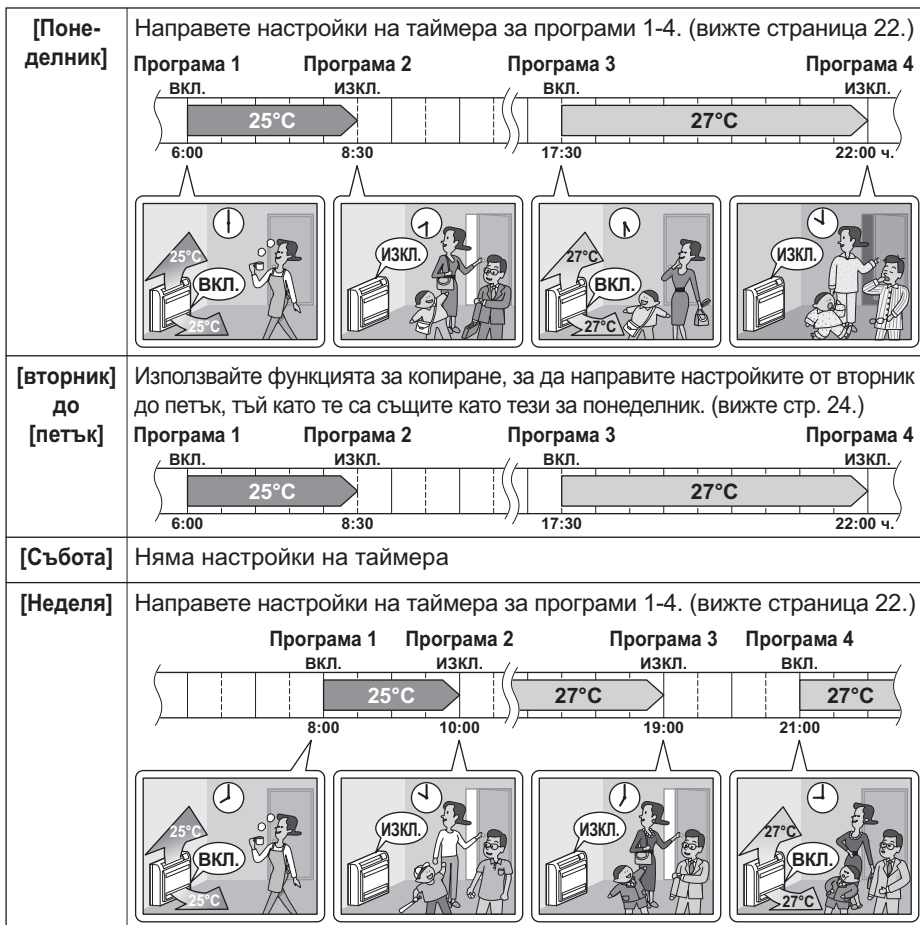 [Поне-
делник]
Направете настройки на таймера за програми 1-4. (вижте страница 22.)
Програма 1 Програма 2 Програма 3 Програма 4
ВКЛ. ИЗКЛ. ВКЛ. ИЗКЛ.
25°C 27°C
6:00 8:30 17:30 22:00 ч.
25°C ВКЛ. 25°C
ИЗКЛ.
27°C ВКЛ. 27°C
ИЗКЛ.
[вторник]
до
[петък]
Използвайте функцията за копиране, за да направите настройките от вторник
до петък, тъй като те са същите като тези за понеделник. (вижте стр. 24.)
Програма 1 Програма 2 Програма 3 Програма 4
ВКЛ. ИЗКЛ. ВКЛ. ИЗКЛ.
25°C 27°C
6:00 8:30 17:30 22:00 ч.
[Събота] Няма настройки на таймера
[Неделя] Направете настройки на таймера за програми 1-4. (вижте страница 22.)
Програма 1 Програма 2 Програма 3 Програма 4
ВКЛ. ИЗКЛ. ИЗКЛ. ВКЛ.
25°C 27°C 27°C
8:00 10:00 19:00 21:00
25°C ВКЛ. 25°C
ИЗКЛ.
ИЗКЛ.
27°C ВКЛ. 27°C